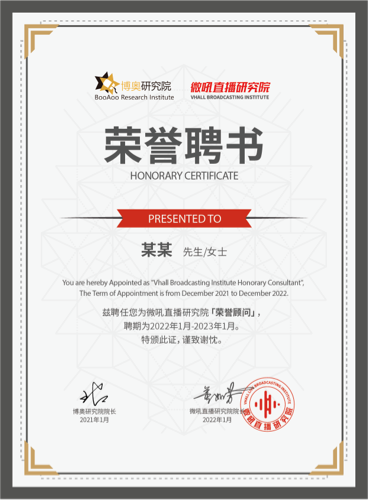 博奥研究院
BooAoo Research Institute
微吼直播研究院
VHALL BROADCASTING INSTITUTE
荣誉聘书
HONORARY CERTIFICATE
PRESENTED TO
某某 先生/女士
You are hereby Appointed as "Vhall Broadcasting Institute Honorary Consultant",
The Term of Appointment is from December 2021 to December 2022.
兹聘任您为微吼直播研究院「荣誉顾问」,
聘期为2022年1月-2023年1月。
特颁此证,谨致谢忱。
博奥研究院院长
2021年1月
微吼直播研究院院长
2022年1月
VHALL LIVE BROADCASTING INSTITUTE
微吼直播研究院